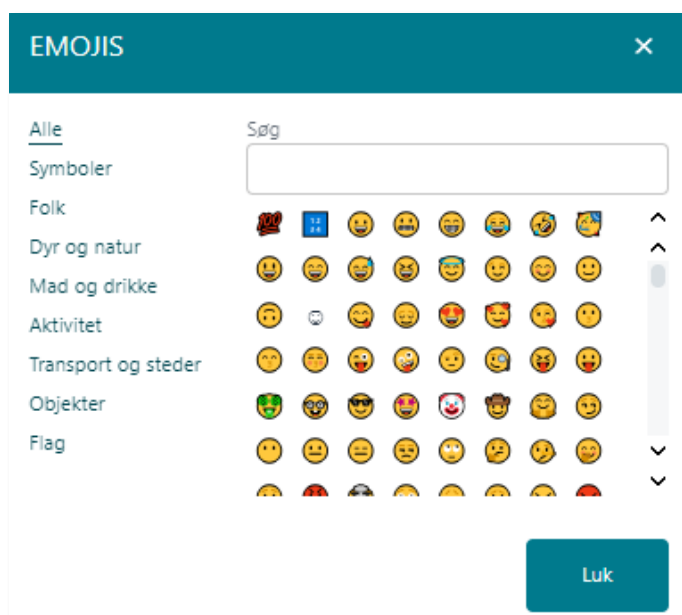 EMOJIS
Alle
Symboler
Folk
Dyr og natur
Mad og drikke
Aktivitet
Transport og steder
Objekter
Flag
Søg
Luk